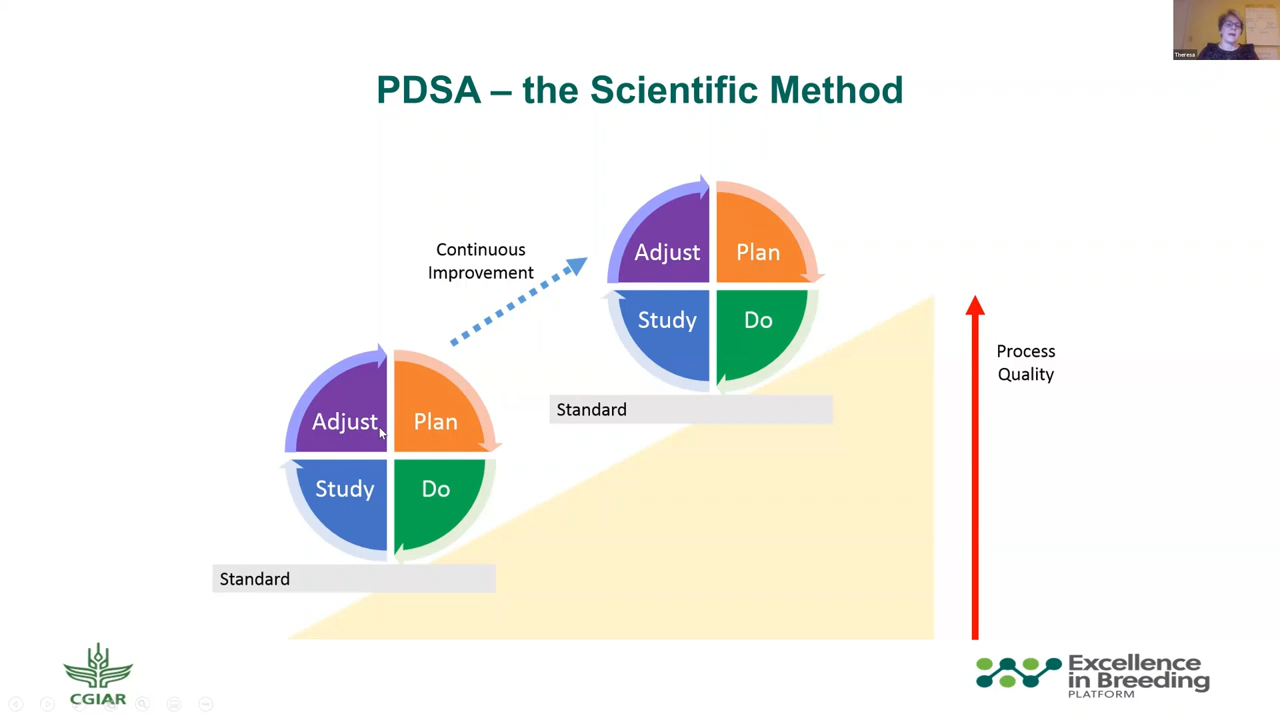 Theresa
PDSA – the Scientific Method
Continuous
Improvement
Adjust
Plan
Study
Do
Standard
Process
Quality
Adjust
Plan
Study
Do
Standard
CGIAR
Excellence
in Breeding
PLATFORM